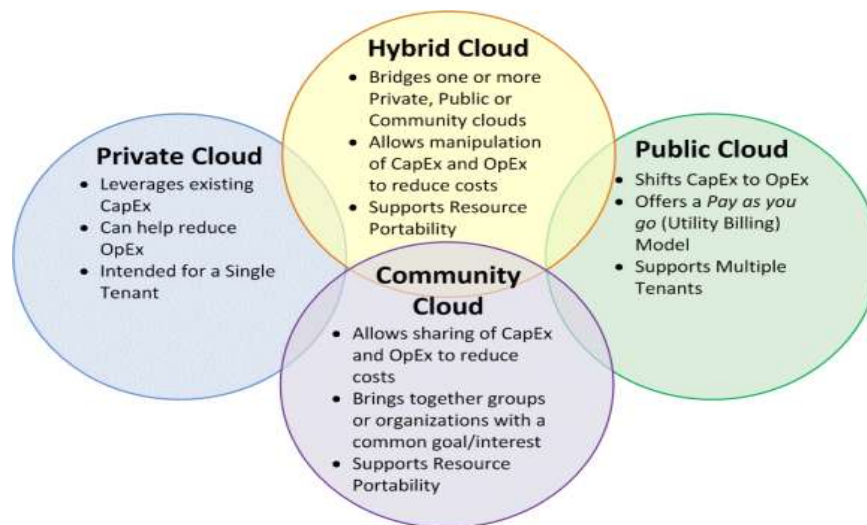 Hybrid Cloud
• Bridges one or more
Private, Public or
Community clouds
• Allows manipulation
of CapEx and OpEx
to reduce costs
• Supports Resource
Portability
Private Cloud
• Leverages existing
CapEx
• Can help reduce
OpEx
• Intended for a Single
Tenant
Public Cloud
• Shifts CapEx to OpEx
• Offers a Pay as you
go (Utility Billing)
Model
• Supports Multiple
Tenants
Community
Cloud
• Allows sharing of CapEx
and OpEx to reduce
costs
• Brings together groups
or organizations with a
common goal/interest
• Supports Resource
Portability